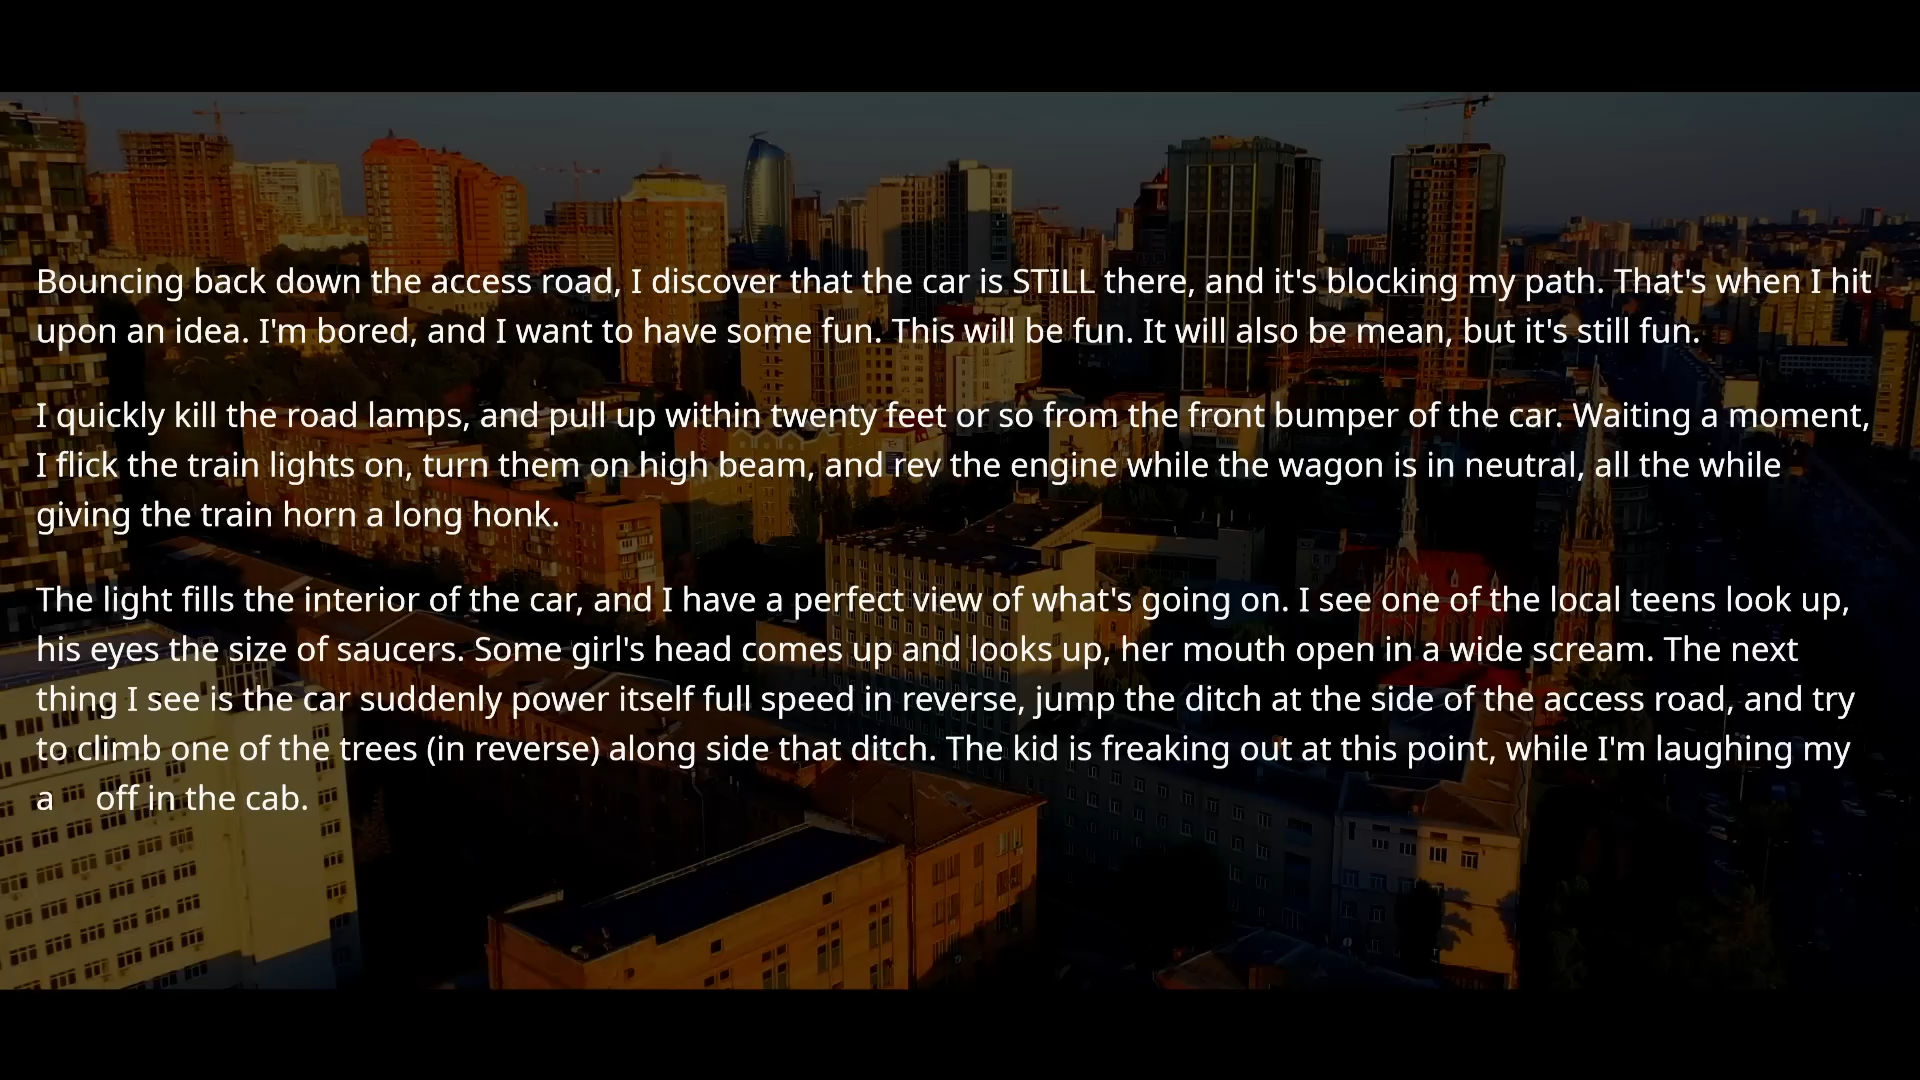 Bouncing back down the access road, I discover that the car is STILL there, and it's blocking my path. That's when I hit
upon an idea. I'm bored, and I want to have some fun. This will be fun. It will also be mean, but it's still fun.
I quickly kill the road lamps, and pull up within twenty feet or so from the front bumper of the car. Waiting a moment,
I flick the train lights on, turn them on high beam, and rev the engine while the wagon is in neutral, all the while
giving the train horn a long honk.
The light fills the interior of the car, and I have a perfect view of what's going on. I see one of the local teens look up,
his eyes the size of saucers. Some girl's head comes up and looks up, her mouth open in a wide scream. The next
thing I see is the car suddenly power itself full speed in reverse, jump the ditch at the side of the access road, and try
to climb one of the trees (in reverse) along side that ditch. The kid is freaking out at this point, while I'm laughing my
a off in the cab.